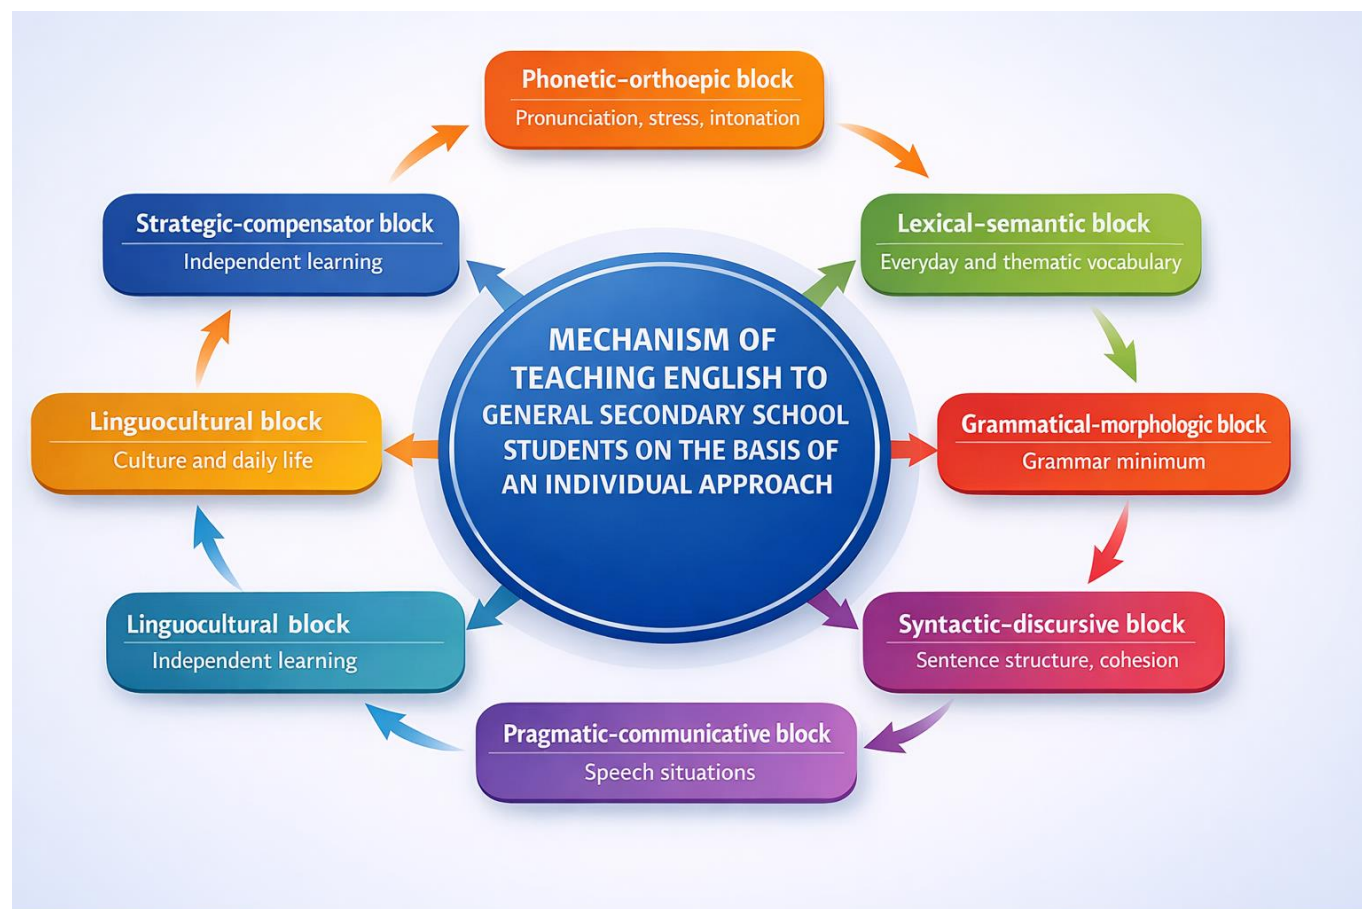 Phonetic-orthoepic block
Pronunciation, stress, intonation
Strategic-compensator block
Independent learning
Lexical-semantic block
Everyday and thematic vocabulary
MECHANISM OF
TEACHING ENGLISH TO
GENERAL SECONDARY SCHOOL
STUDENTS ON THE BASIS OF
AN INDIVIDUAL APPROACH
Linguocultural block
Culture and daily life
Grammatical-morphologic block
Grammar minimum
Linguocultural block
Independent learning
Syntactic-discursive block
Sentence structure, cohesion
Pragmatic-communicative block
Speech situations